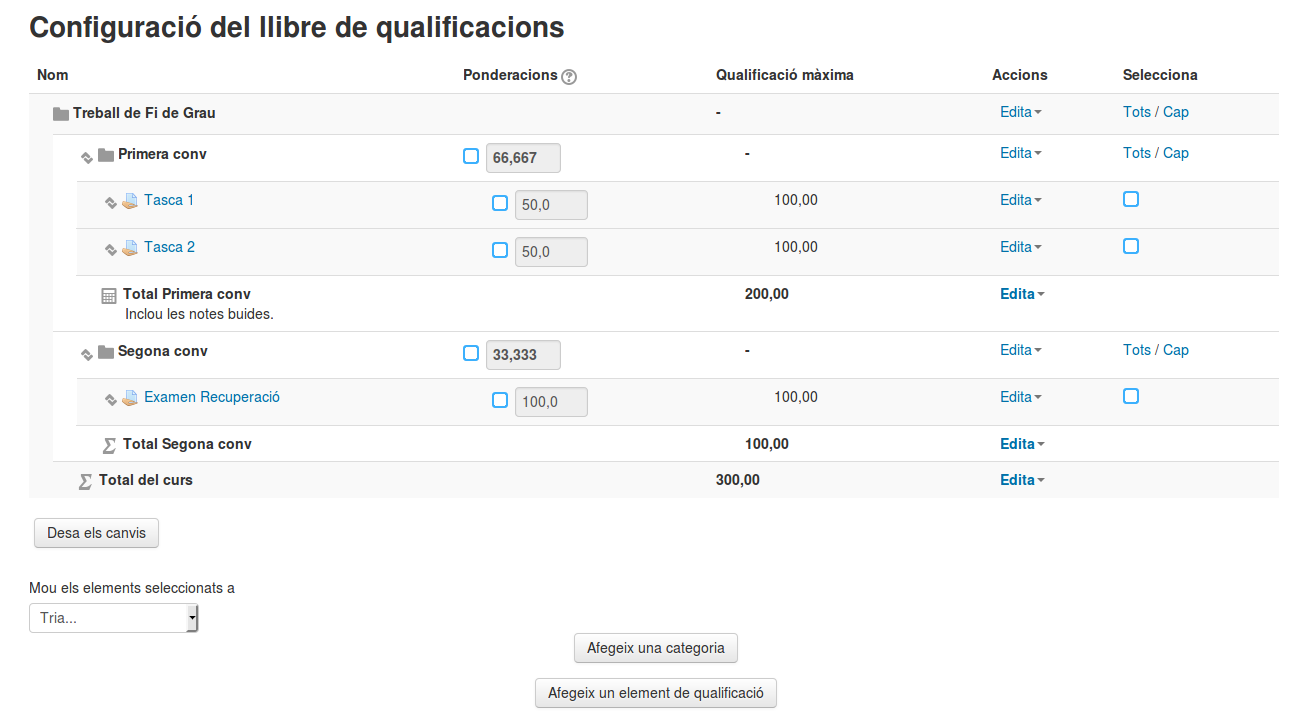 Configuració del llibre de qualificacions
Nom Ponderacions ? Qualificació màxima Accions Selecciona
Treball de Fi de Grau - Edita Tots / Cap
Primera conv 66,667 - Edita Tots / Cap
Tasca 1 50,0 100,00 Edita
Tasca 2 50,0 100,00 Edita
Total Primera conv 200,00 Edita
Inclou les notes buides.
Segona conv 33,333 - Edita Tots / Cap
Examen Recuperació 100,0 100,00 Edita
Total Segona conv 100,00 Edita
Total del curs 300,00 Edita
Desa els canvis
Mou els elements seleccionats a
Tria...
Afegeix una categoria
Afegeix un element de qualificació